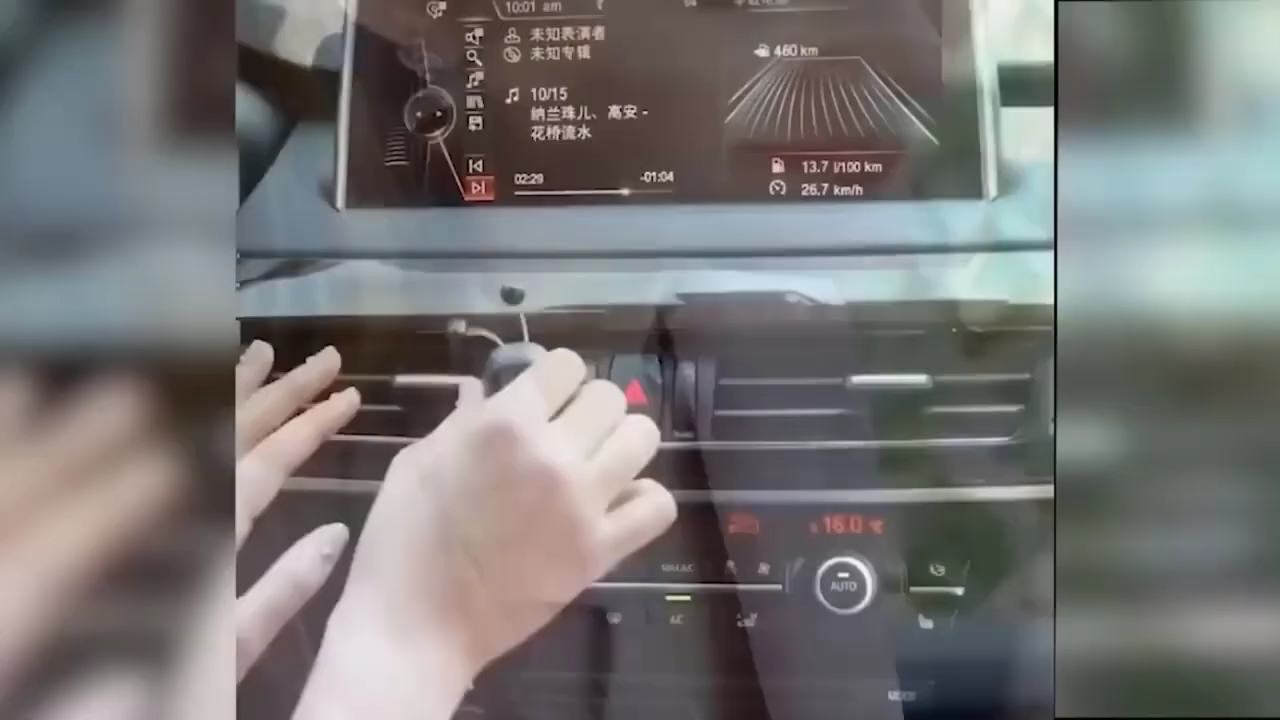 10:01 am
未知表演者
未知专辑
10/15
纳兰珠儿、高安 -
花桥流水
02:29
-01:04
460 km
13.7 l/100 km
26.7 km/h
16.0 °C
AUTO
A/C